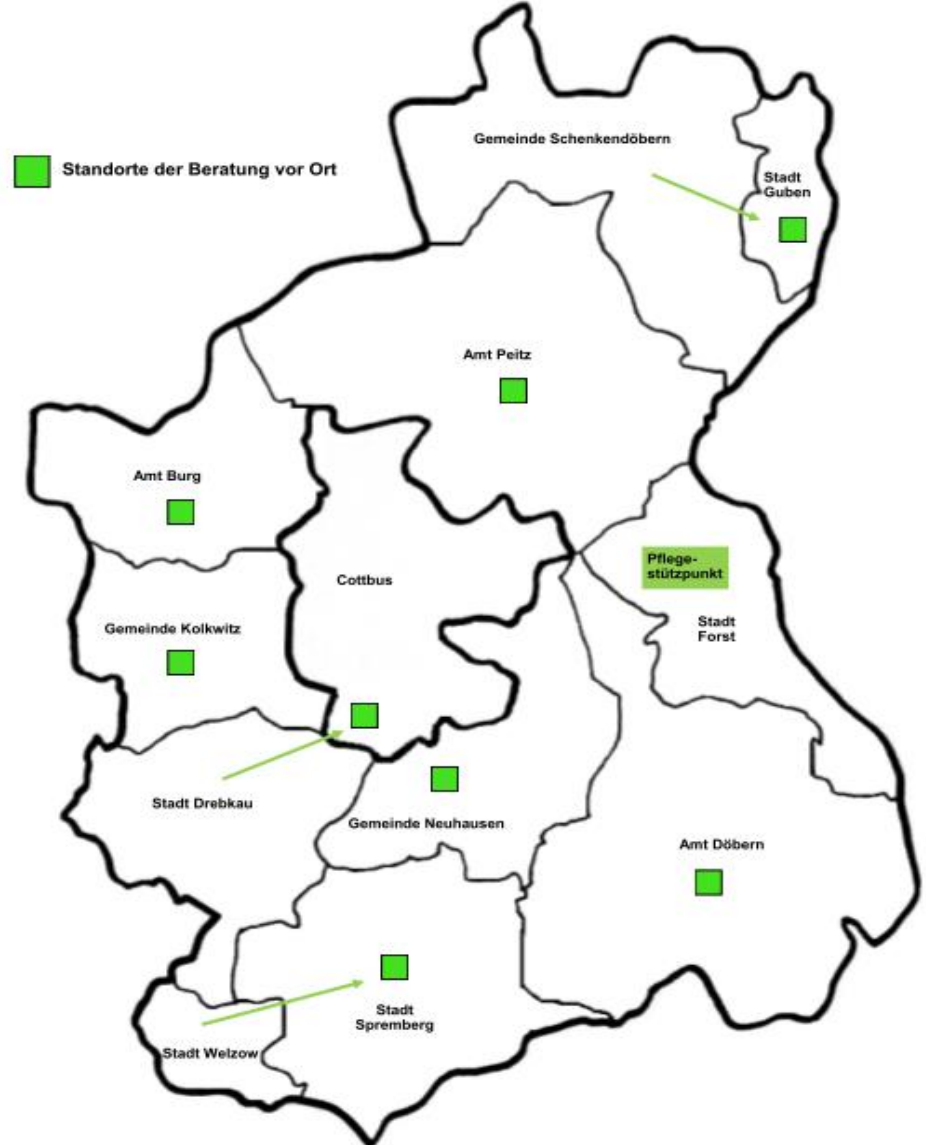 Gemeinde Schenkendöbern
Standorte der Beratung vor Ort
Stadt
Guben
Amt Peitz
Amt Burg
Pflege-
stützpunkt
Cottbus
Stadt
Forst
Gemeinde Kolkwitz
Stadt Drebkau
Gemeinde Neuhausen
Amt Döbern
Stadt
Spremberg
Stadt Welzow